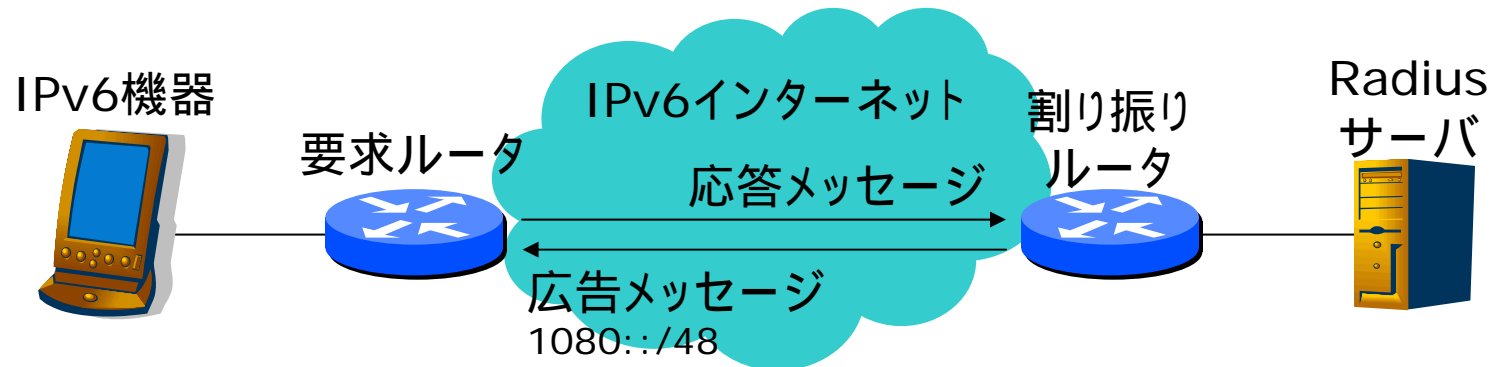 IPv6機器
要求ルータ
IPv6インターネット
割り振り
ルータ
Radius
サーバ
応答メッセージ
広告メッセージ
1080::/48